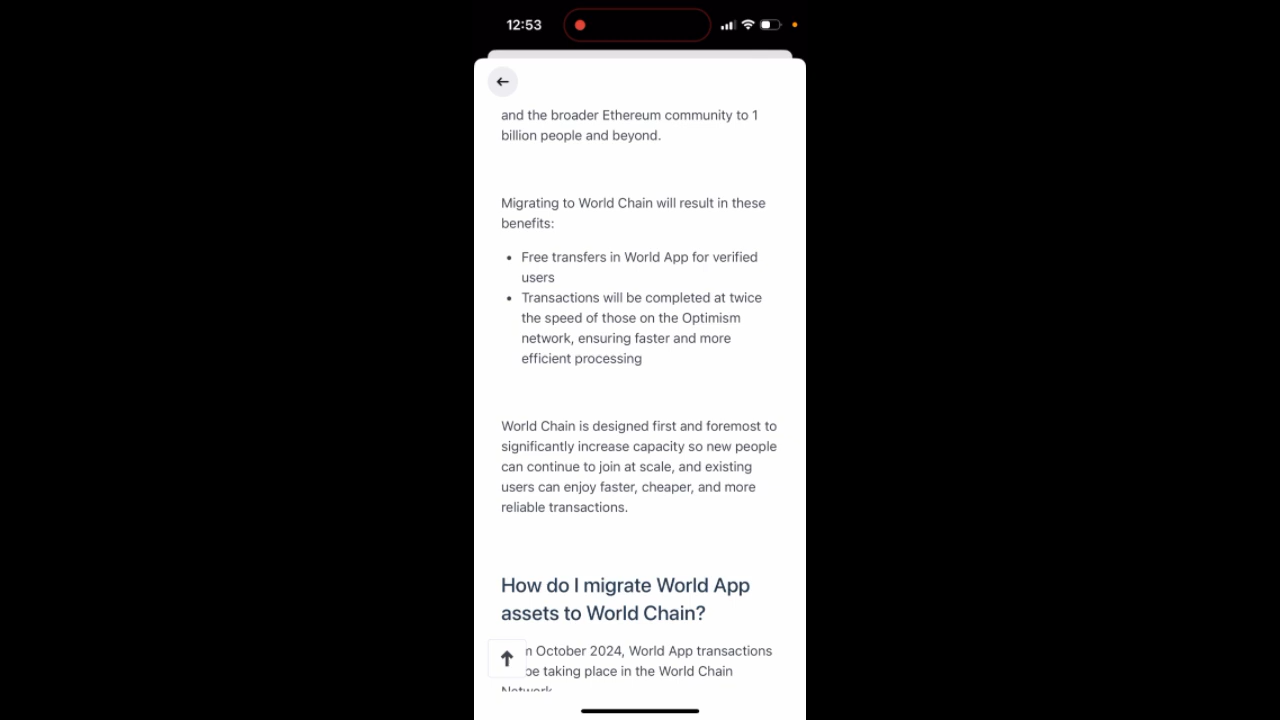 12:53
and the broader Ethereum community to 1
billion people and beyond.
Migrating to World Chain will result in these
benefits:
• Free transfers in World App for verified
users
• Transactions will be completed at twice
the speed of those on the Optimism
network, ensuring faster and more
efficient processing
World Chain is designed first and foremost to
significantly increase capacity so new people
can continue to join at scale, and existing
users can enjoy faster, cheaper, and more
reliable transactions.
How do I migrate World App
assets to World Chain?
October 2024, World App transactions
be taking place in the World Chain
Network